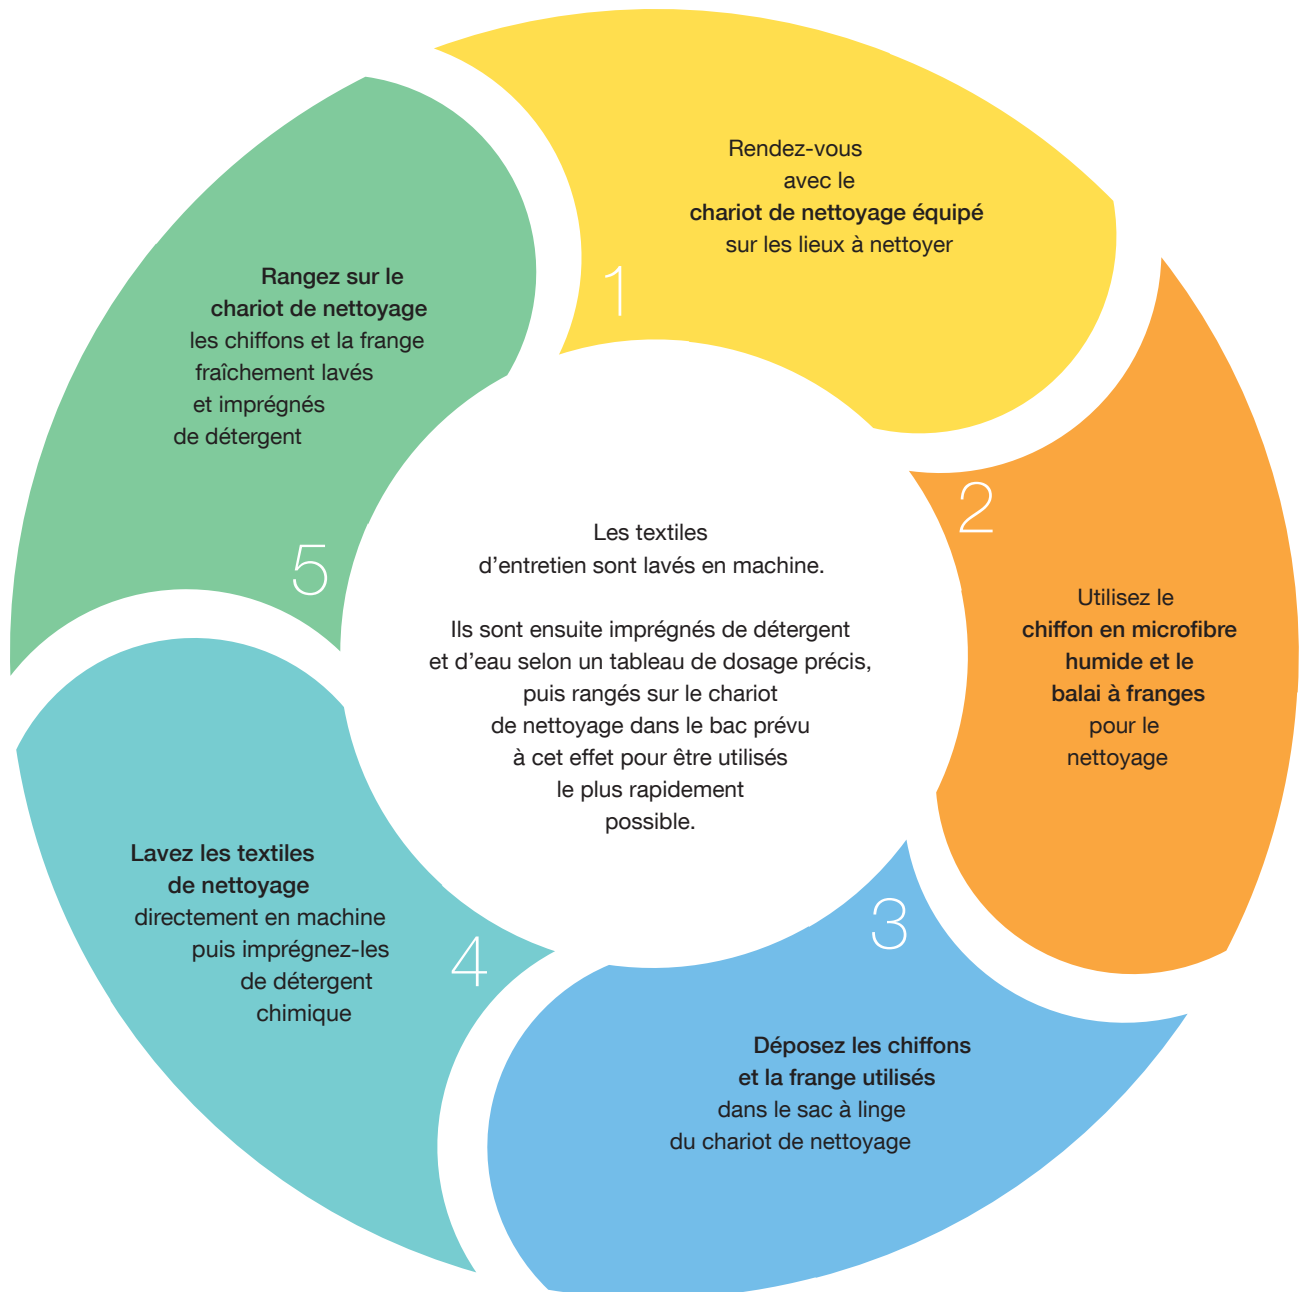 Rendez-vous
avec le
chariot de nettoyage équipé
sur les lieux à nettoyer
1
2
Utilisez le
chiffon en microfibre
humide et le
balai à franges
pour le
nettoyage
3
Déposez les chiffons
et la frange utilisés
dans le sac à linge
du chariot de nettoyage
4
Lavez les textiles
de nettoyage
directement en machine
puis imprégnez-les
de détergent
chimique
5
Rangez sur le
chariot de nettoyage
les chiffons et la frange
fraîchement lavés
et imprégnés
de détergent
Les textiles
d’entretien sont lavés en machine.
Ils sont ensuite imprégnés de détergent
et d’eau selon un tableau de dosage précis,
puis rangés sur le chariot
de nettoyage dans le bac prévu
à cet effet pour être utilisés
le plus rapidement
possible.